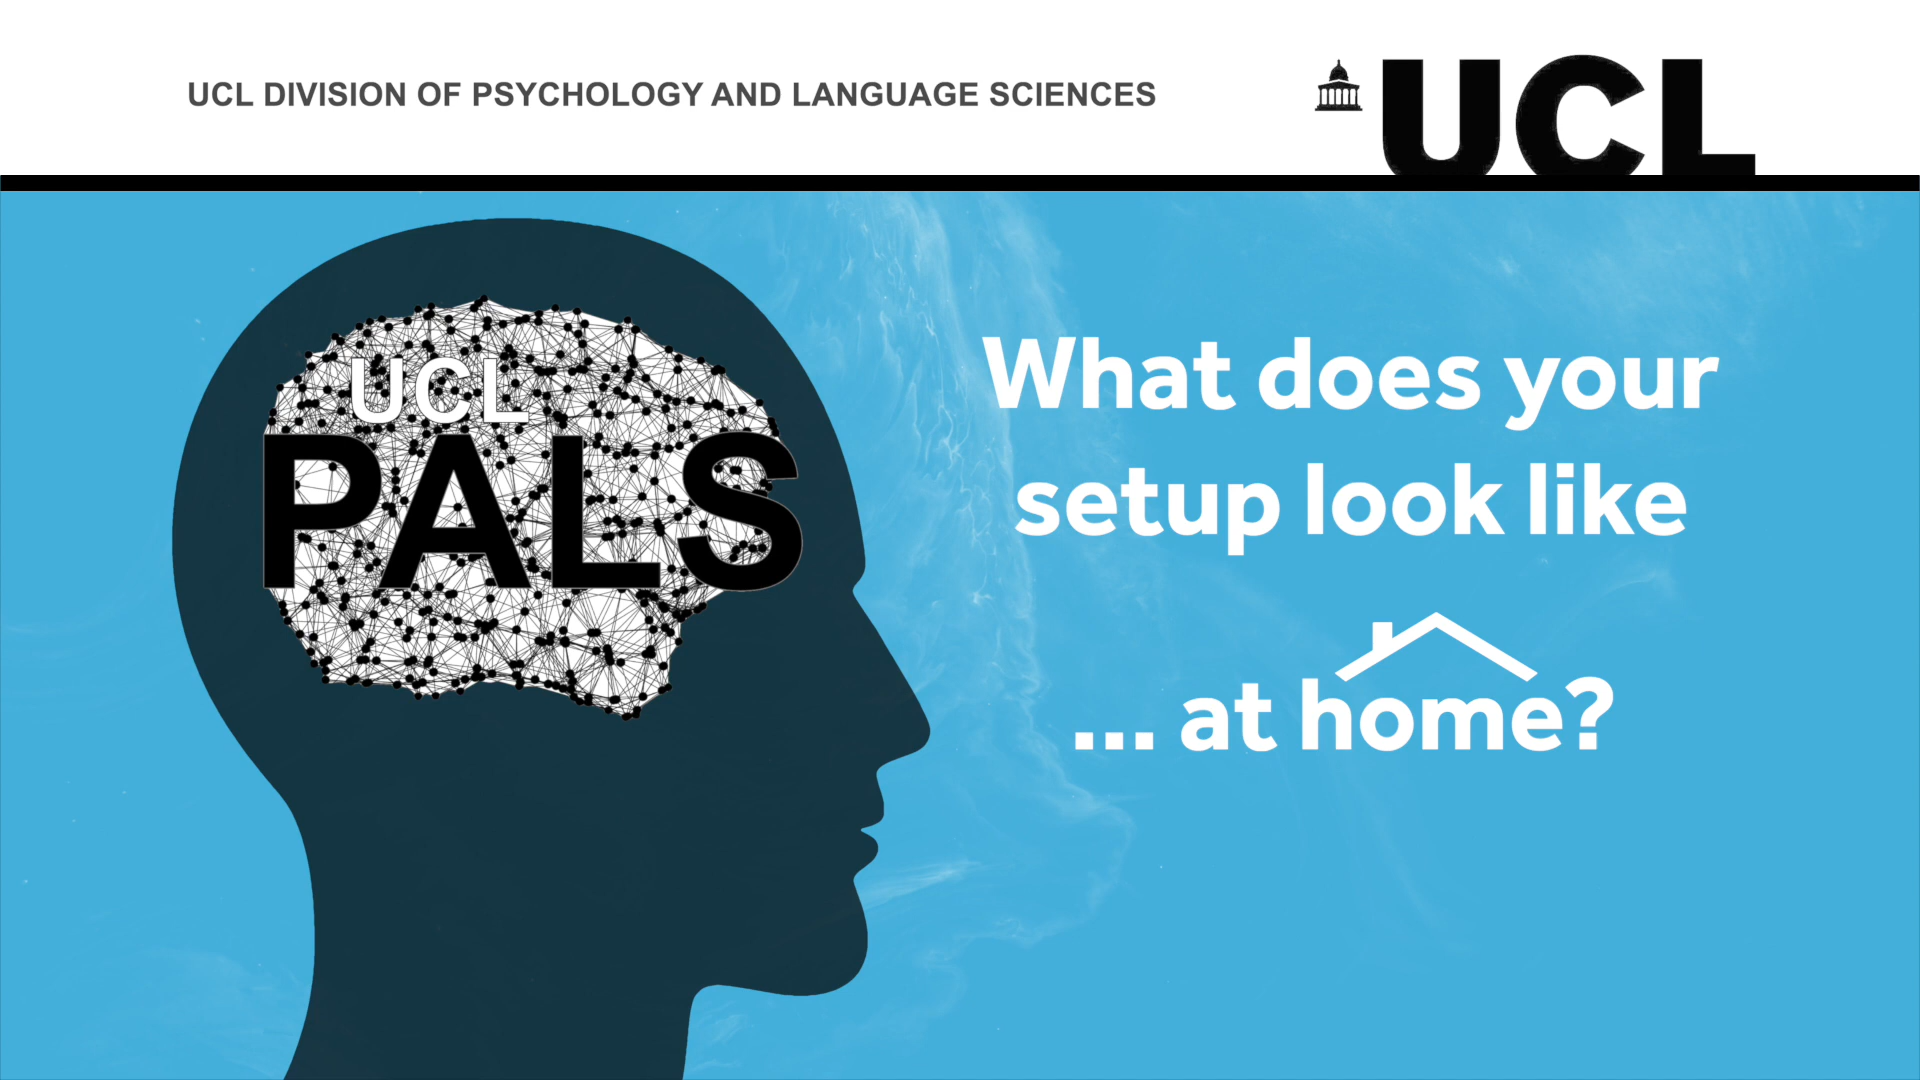 UCL DIVISION OF PSYCHOLOGY AND LANGUAGE SCIENCES
UCL
UCL
PALS
What does your
setup look like
... at home?